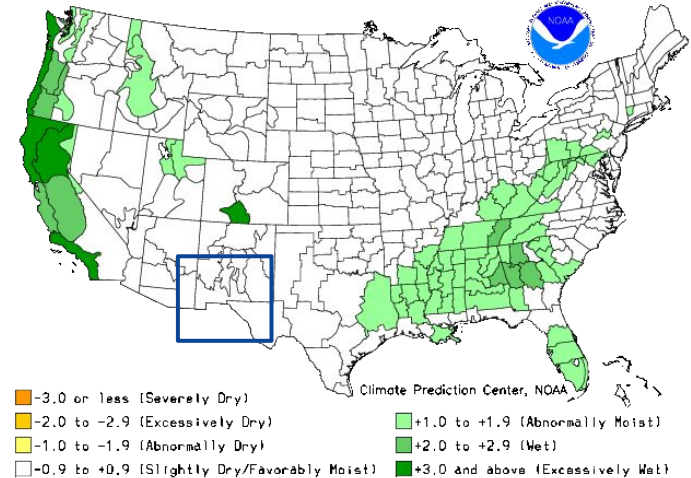 NOAA
Climate Prediction Center, NOAA
-3.0 or less (Severely Dry)
-2.0 to -2.9 (Excessively Dry)
-1.0 to -1.9 (Abnormally Dry)
-0.9 to +0.9 (Slightly Dry/Favorably Moist)
+1.0 to +1.9 (Abnormally Moist)
+2.0 to +2.9 (Wet)
+3.0 and above (Excessively Wet)